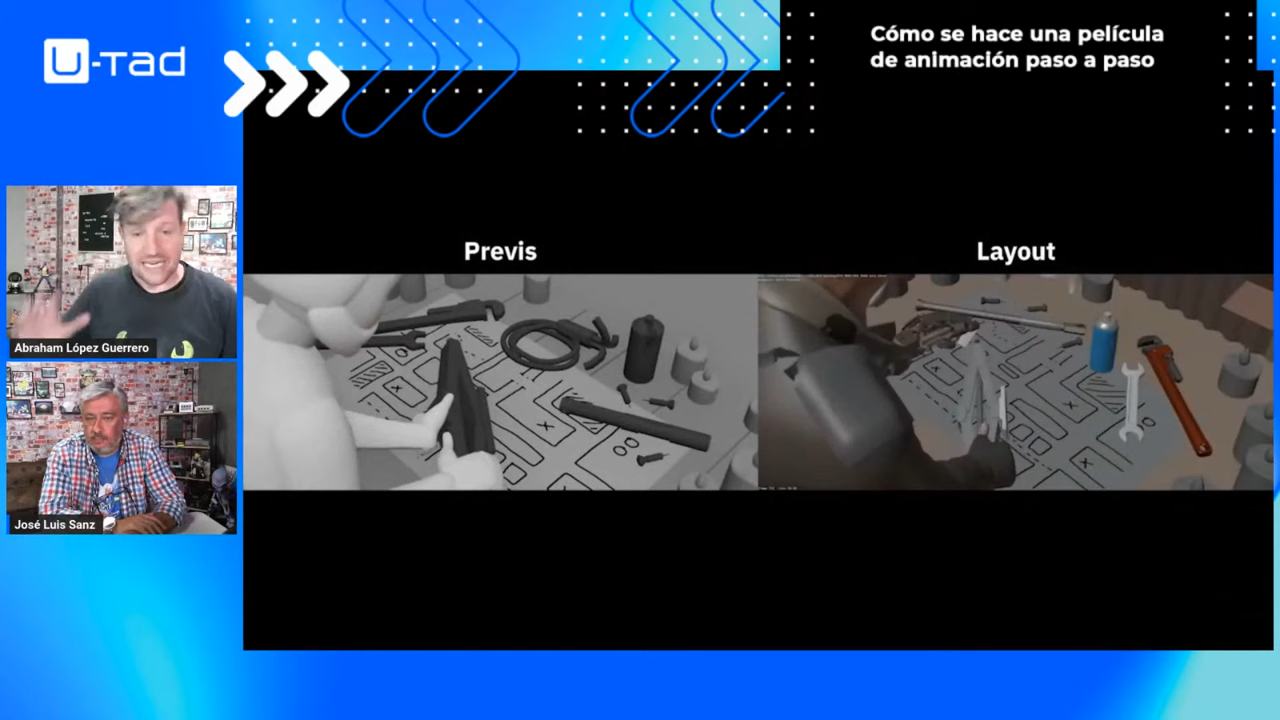 U-TAD
Cómo se hace una película
de animación paso a paso
Previs
Layout
Abraham López Guerrero
José Luis Sanz